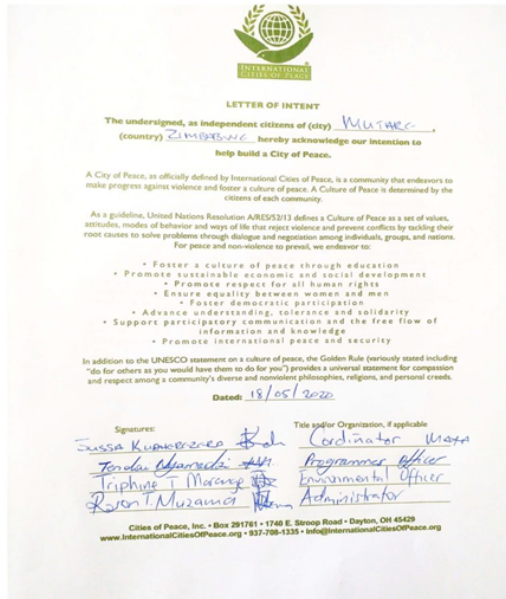 INTERNATIONAL
CITIES OF PEACE
LETTER OF INTENT
The undersigned, as independent citizens of (city) MUTARE,
(country) ZIMBABWE hereby acknowledge our intention to
help build a City of Peace.
A City of Peace, as officially defined by International Cities of Peace, is a community that endeavors to
make progress against violence and foster a culture of peace. A Culture of Peace is determined by the
citizens of each community.
As a guideline, United Nations Resolution A/RES/52/13 defines a Culture of Peace as a set of values,
attitudes, modes of behavior and ways of life that reject violence and prevent conflicts by tackling their
root causes to solve problems through dialogue and negotiation among individuals, groups, and nations.
For peace and non-violence to prevail, we endeavor to:
• Foster a culture of peace through education
• Promote sustainable economic and social development
• Promote respect for all human rights
• Ensure equality between women and men
• Foster democratic participation
• Advance understanding, tolerance and solidarity
• Support participatory communication and the free flow of
information and knowledge
• Promote international peace and security
In addition to the UNESCO statement on a culture of peace, the Golden Rule (variously stated including
"do for others as you would have them to do for you") provides a universal statement for compassion
and respect among a community's diverse and nonviolent philosophies, religions, and personal creeds.
Dated: 18/05/2020
Signatures: Title and/or Organization, if applicable
Cordinator
Tendai Nyamedzi Programmes Officer
Triphine T Marange Environmental Officer
T. Muzama Administrator
Cities of Peace, Inc. • Box 291761 • 1740 E. Stroop Road • Dayton, OH 45429
www.InternationalCitiesOfPeace.org • 937-708-1335 • Info@InternationalCitiesOfPeace.org